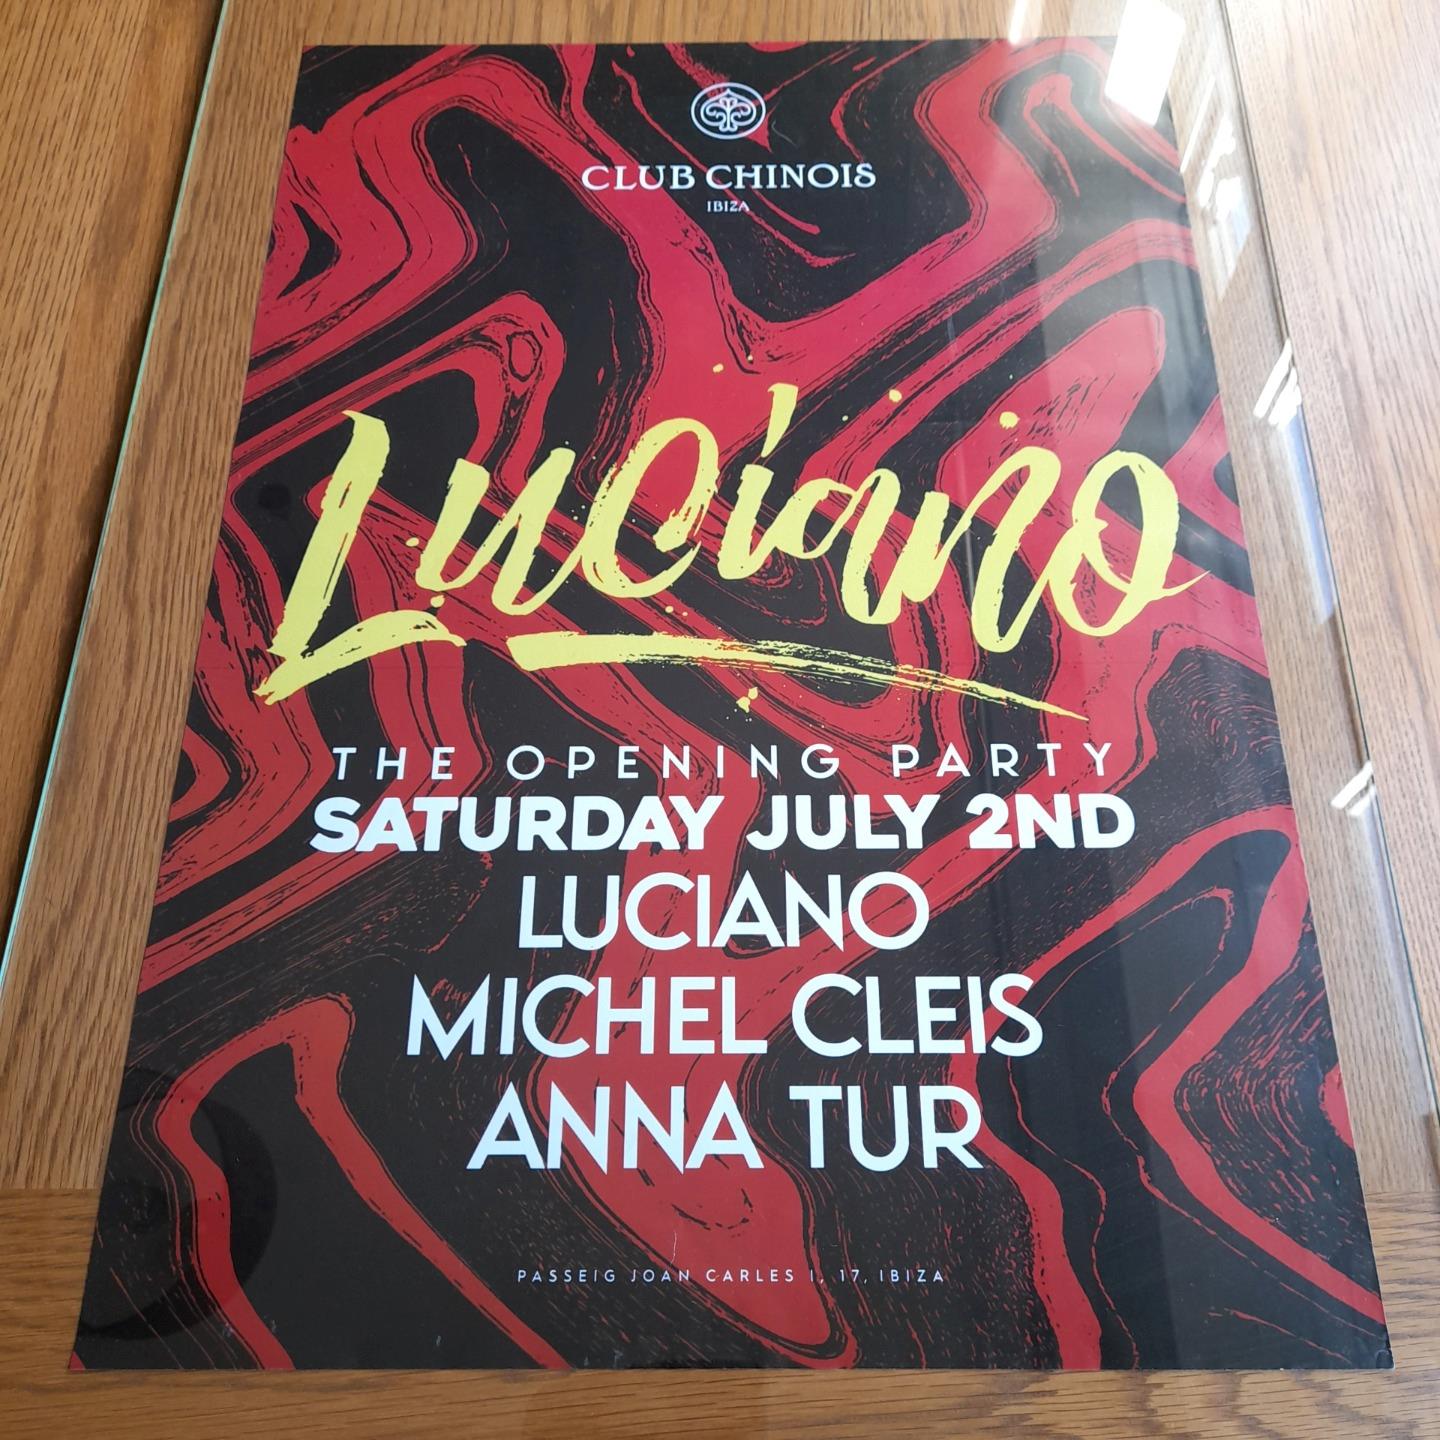 CLUB CHINOIS
IBIZA
Luciano
THE OPENING PARTY
SATURDAY JULY 2ND
LUCIANO
MICHEL CLEIS
ANNA TUR
PASSEIG JOAN CARLES I, 17, IBIZA